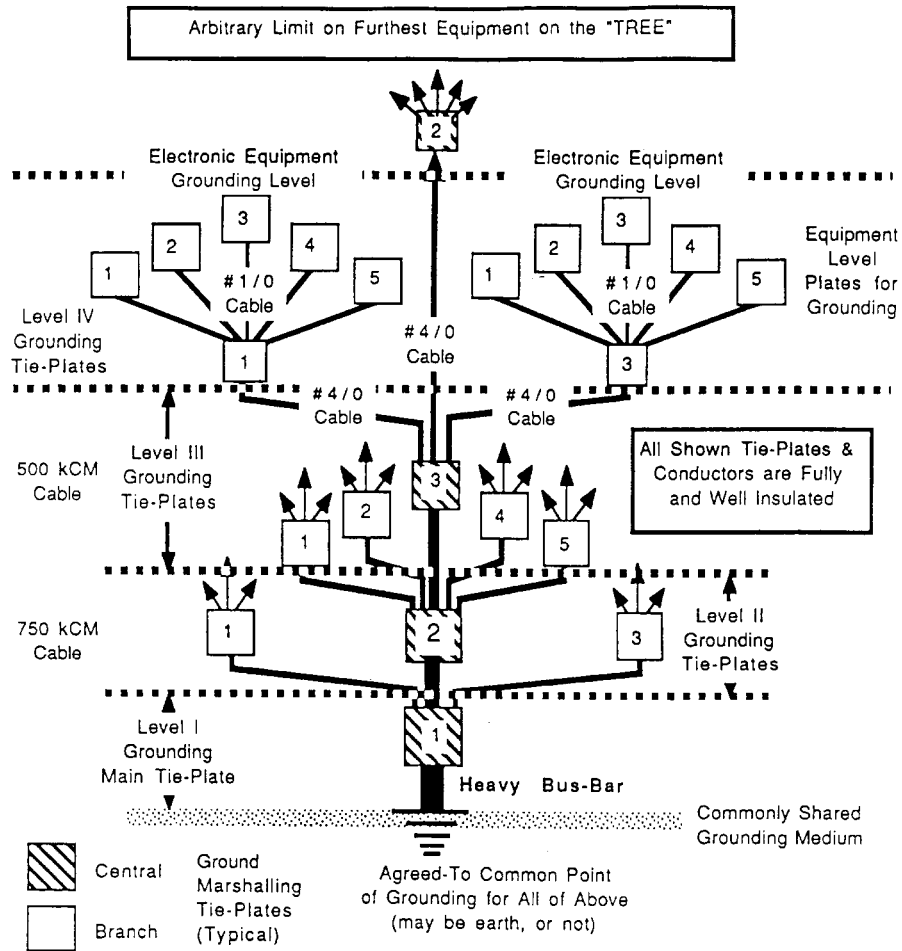 Arbitrary Limit on Furthest Equipment on the "TREE"
2
Electronic Equipment
Grounding Level
Electronic Equipment
Grounding Level
1
2
3
4
5
#1/0
Cable
1
2
3
4
5
#1/0
Cable
Equipment
Level
Plates for
Grounding
Level IV
Grounding
Tie-Plates
1
#4/0
Cable
3
#4/0
Cable
#4/0
Cable
500 kCM
Cable
Level III
Grounding
Tie-Plates
1
2
3
4
5
All Shown Tie-Plates &
Conductors are Fully
and Well Insulated
750 kCM
Cable
1
2
3
Level II
Grounding
Tie-Plates
Level I
Grounding
Main Tie-Plate
1
Heavy Bus-Bar
Commonly Shared
Grounding Medium
Central
Branch
Ground
Marshalling
Tie-Plates
(Typical)
Agreed-To Common Point
of Grounding for All of Above
(may be earth, or not)